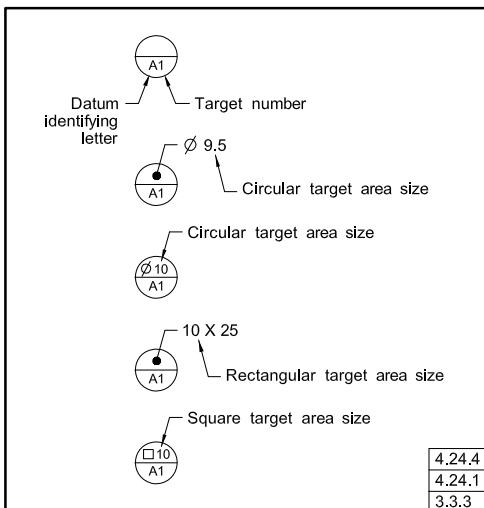 A1
Datum
identifying
letter
Target number
⌀ 9.5
A1
Circular target area size
Circular target area size
⌀ 10
A1
10 X 25
A1
Rectangular target area size
Square target area size
□ 10
A1
4.24.4
4.24.1
3.3.3